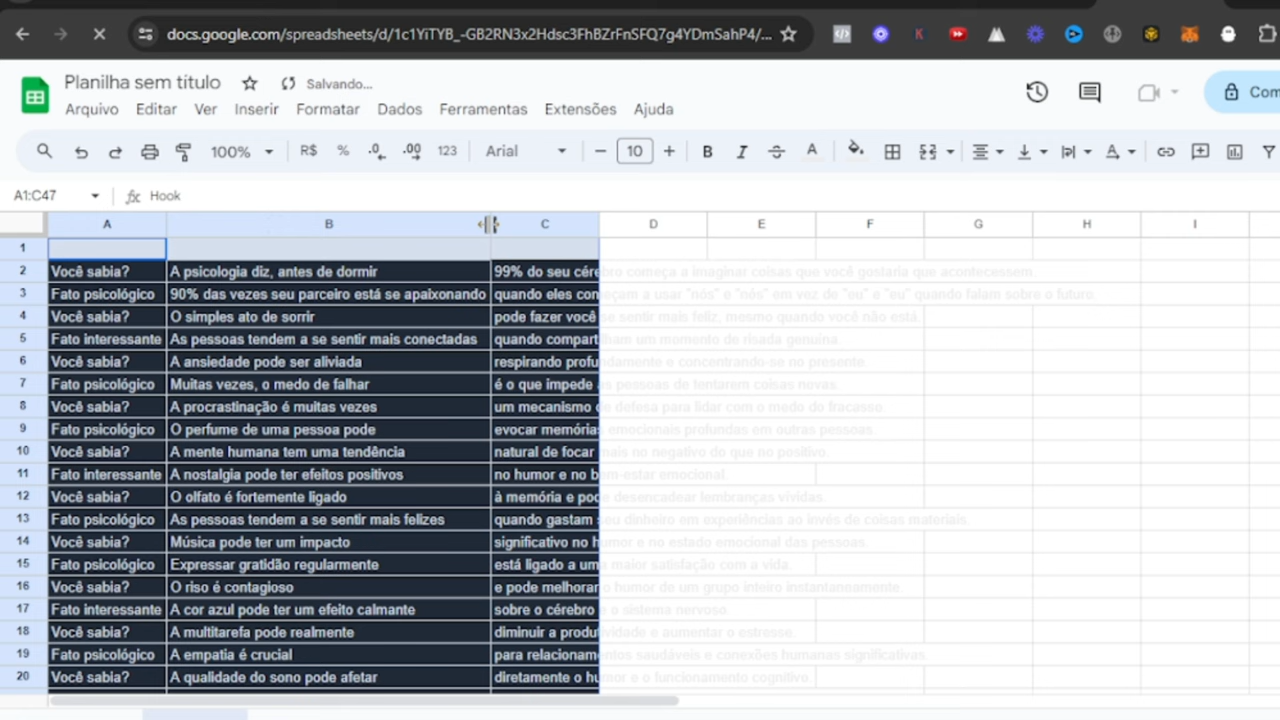 docs.google.com/spreadsheets/d/1c1YiTYB_-GB2RN3x2Hdsc3FhBZrFnSFQ7g4YDmSahP4/...
Planilha sem título Salvando...
Arquivo Editar Ver Inserir Formatar Dados Ferramentas Extensões Ajuda
Com
100% R$ % .0 .00 123 Arial 10 B I S A
A1:C47 fx Hook
A B C D E F G H I
1
2 Você sabia? A psicologia diz, antes de dormir 99% do seu cérebro começa a imaginar coisas que você gostaria que acontecessem.
3 Fato psicológico 90% das vezes seu parceiro está se apaixonando quando eles começam a usar "nós" e "nós" em vez de "eu" e "eu" quando falam sobre o futuro.
4 Você sabia? O simples ato de sorrir pode fazer você se sentir mais feliz, mesmo quando você não está.
5 Fato interessante As pessoas tendem a se sentir mais conectadas quando compartilham um momento de risada genuína.
6 Você sabia? A ansiedade pode ser aliviada respirando profundamente e concentrando-se no presente.
7 Fato psicológico Muitas vezes, o medo de falhar é o que impede as pessoas de tentarem coisas novas.
8 Você sabia? A procrastinação é muitas vezes um mecanismo de defesa para lidar com o medo do fracasso.
9 Fato psicológico O perfume de uma pessoa pode evocar memórias emocionais profundas em outras pessoas.
10 Você sabia? A mente humana tem uma tendência natural de focar mais no negativo do que no positivo.
11 Fato interessante A nostalgia pode ter efeitos positivos no humor e no bem-estar emocional.
12 Você sabia? O olfato é fortemente ligado à memória e pode desencadear lembranças vívidas.
13 Fato psicológico As pessoas tendem a se sentir mais felizes quando gastam seu dinheiro em experiências ao invés de coisas materiais.
14 Você sabia? Música pode ter um impacto significativo no humor e no estado emocional das pessoas.
15 Fato psicológico Expressar gratidão regularmente está ligado a uma maior satisfação com a vida.
16 Você sabia? O riso é contagioso e pode melhorar o humor de um grupo inteiro instantaneamente.
17 Fato interessante A cor azul pode ter um efeito calmante sobre o cérebro e o sistema nervoso.
18 Você sabia? A multitarefa pode realmente diminuir a produtividade e aumentar o estresse.
19 Fato psicológico A empatia é crucial para relacionamentos saudáveis e conexões humanas significativas.
20 Você sabia? A qualidade do sono pode afetar diretamente o humor e o funcionamento cognitivo.